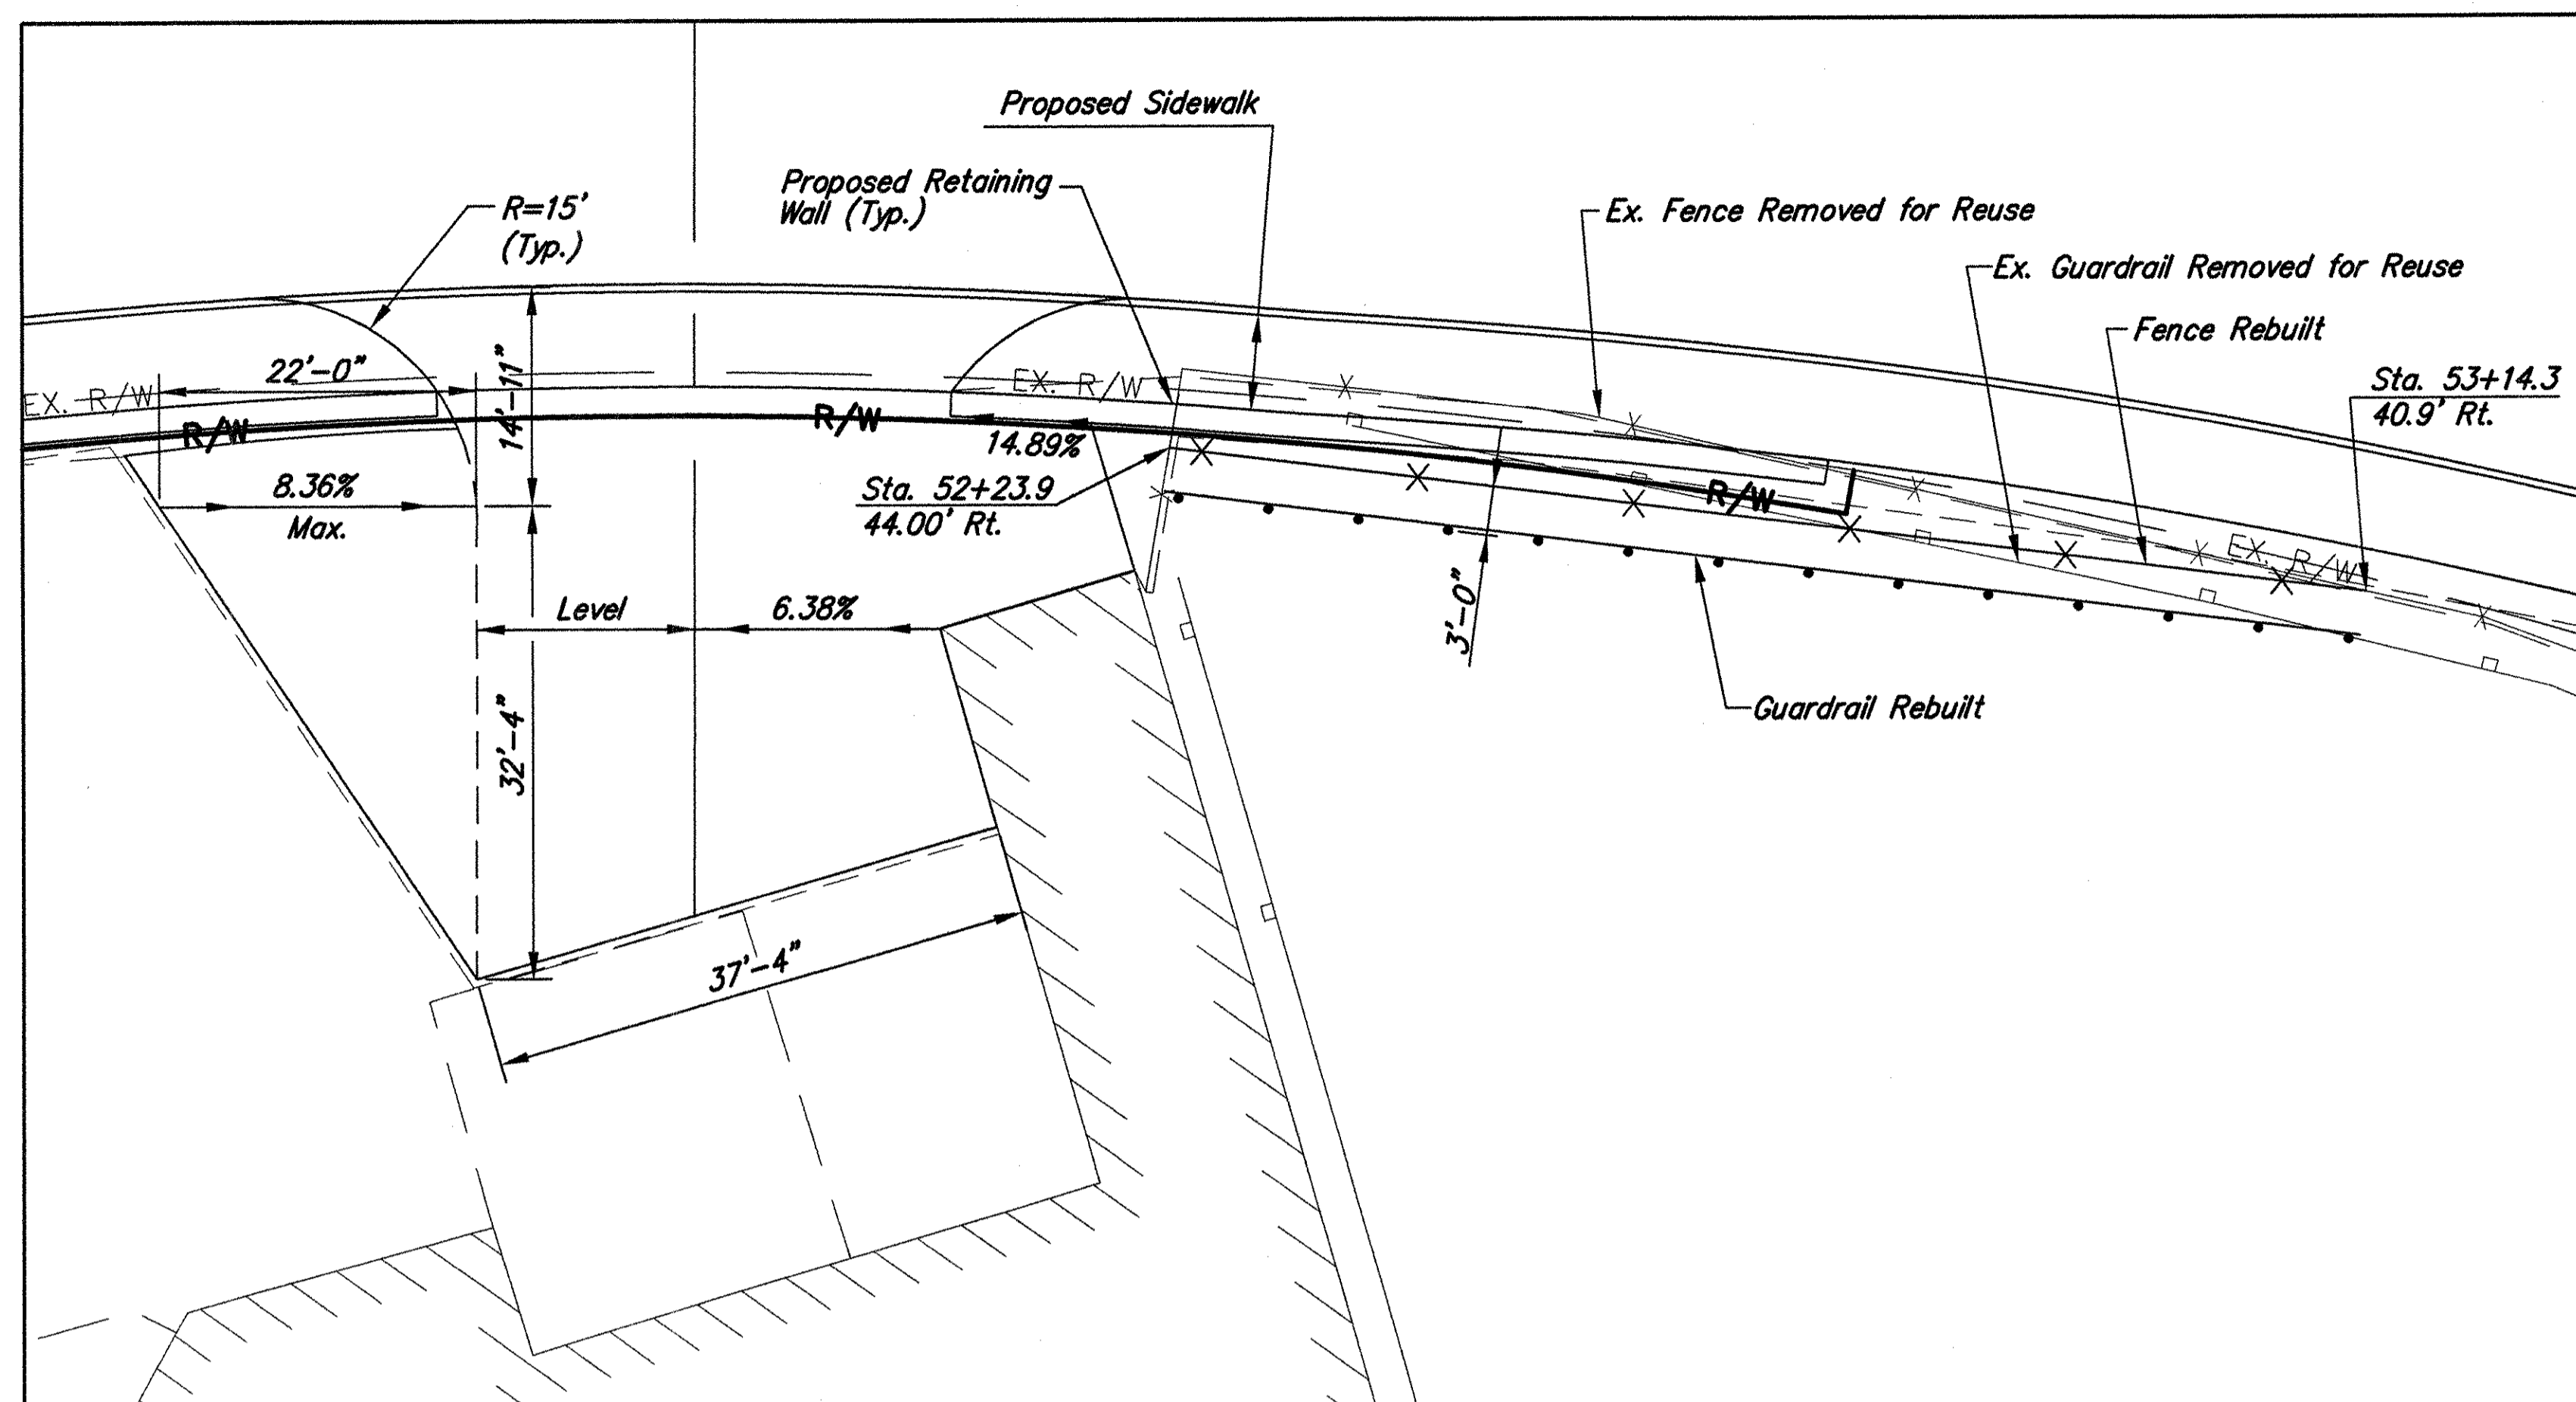 Proposed Sidewalk
Proposed Retaining
Wall (Typ.)
R=15'
(Typ.)
Ex. Fence Removed for Reuse
Ex. Guardrail Removed for Reuse
Fence Rebuilt
Sta. 53+14.3
40.9' Rt.
22'-0"
14'-11"
EX. R/W
EX. R/W
R/W
R/W
14.89%
8.36%
Max.
Sta. 52+23.9
44.00' Rt.
R/W
EX. R/W
Level
6.38%
3'-0"
32'-4"
Guardrail Rebuilt
37'-4"